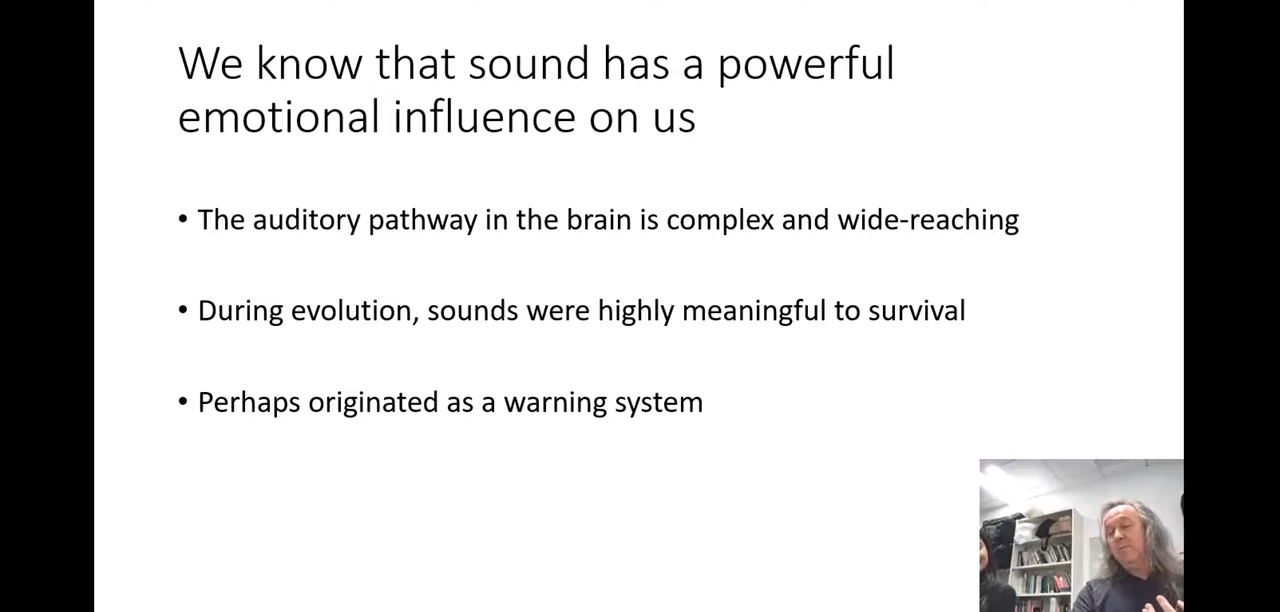 We know that sound has a powerful
emotional influence on us
• The auditory pathway in the brain is complex and wide-reaching
• During evolution, sounds were highly meaningful to survival
• Perhaps originated as a warning system